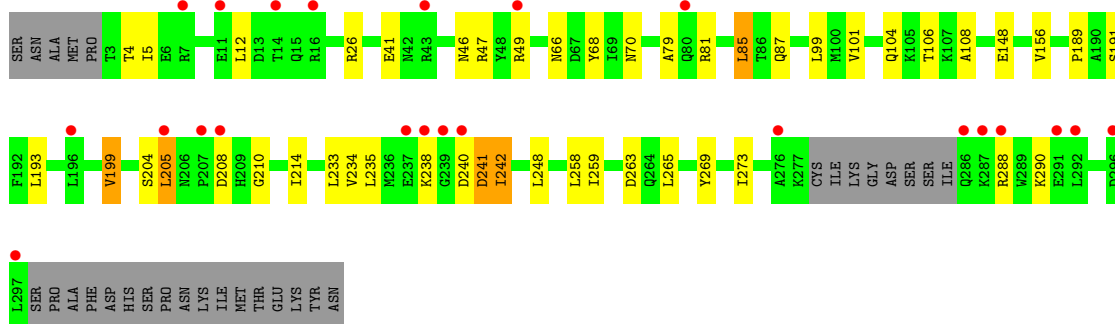 SER ASN ALA MET PRO T3 T4 I5 E6 R7 E11 L12 D13 T14 Q15 R16 R26 E41 N42 R43 N46 R47 Y48 R49 N66 D67 Y68 I69 N70 A79 Q80 R81 L85 T86 Q87 L99 M100 V101 Q104 K105 T106 K107 A108 E148 V156 P189 A190 S191
F192 L193 L196 V199 S204 L205 N206 P207 D208 H209 G210 I214 L233 V234 L235 M236 E237 K238 G239 D240 D241 I242 L248 L258 I259 D263 Q264 L265 Y269 I273 A276 K277 CYS ILE LYS GLY ASP SER SER ILE Q286 K287 R288 W289 K290 E291 L292
L297 SER PRO ALA PHE ASP HIS SER PRO ASN LYS ILE MET THR GLU LYS TYR ASN